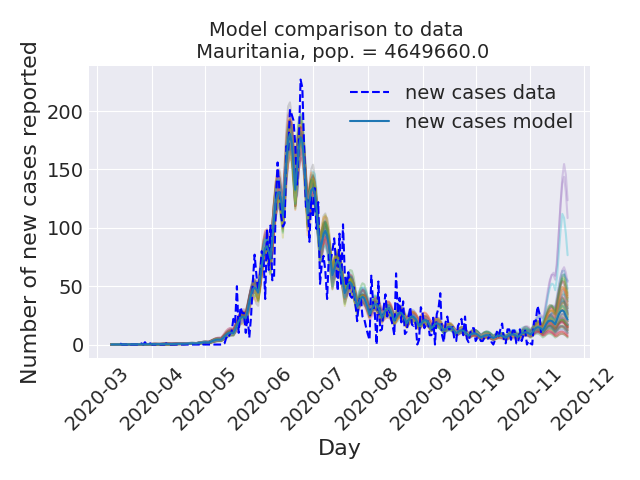 Model comparison to data
Mauritania, pop. = 4649660.0
new cases data
new cases model
Number of new cases reported
200
150
100
50
0
2020-03
2020-04
2020-05
2020-06
2020-07
2020-08
2020-09
2020-10
2020-11
2020-12
Day